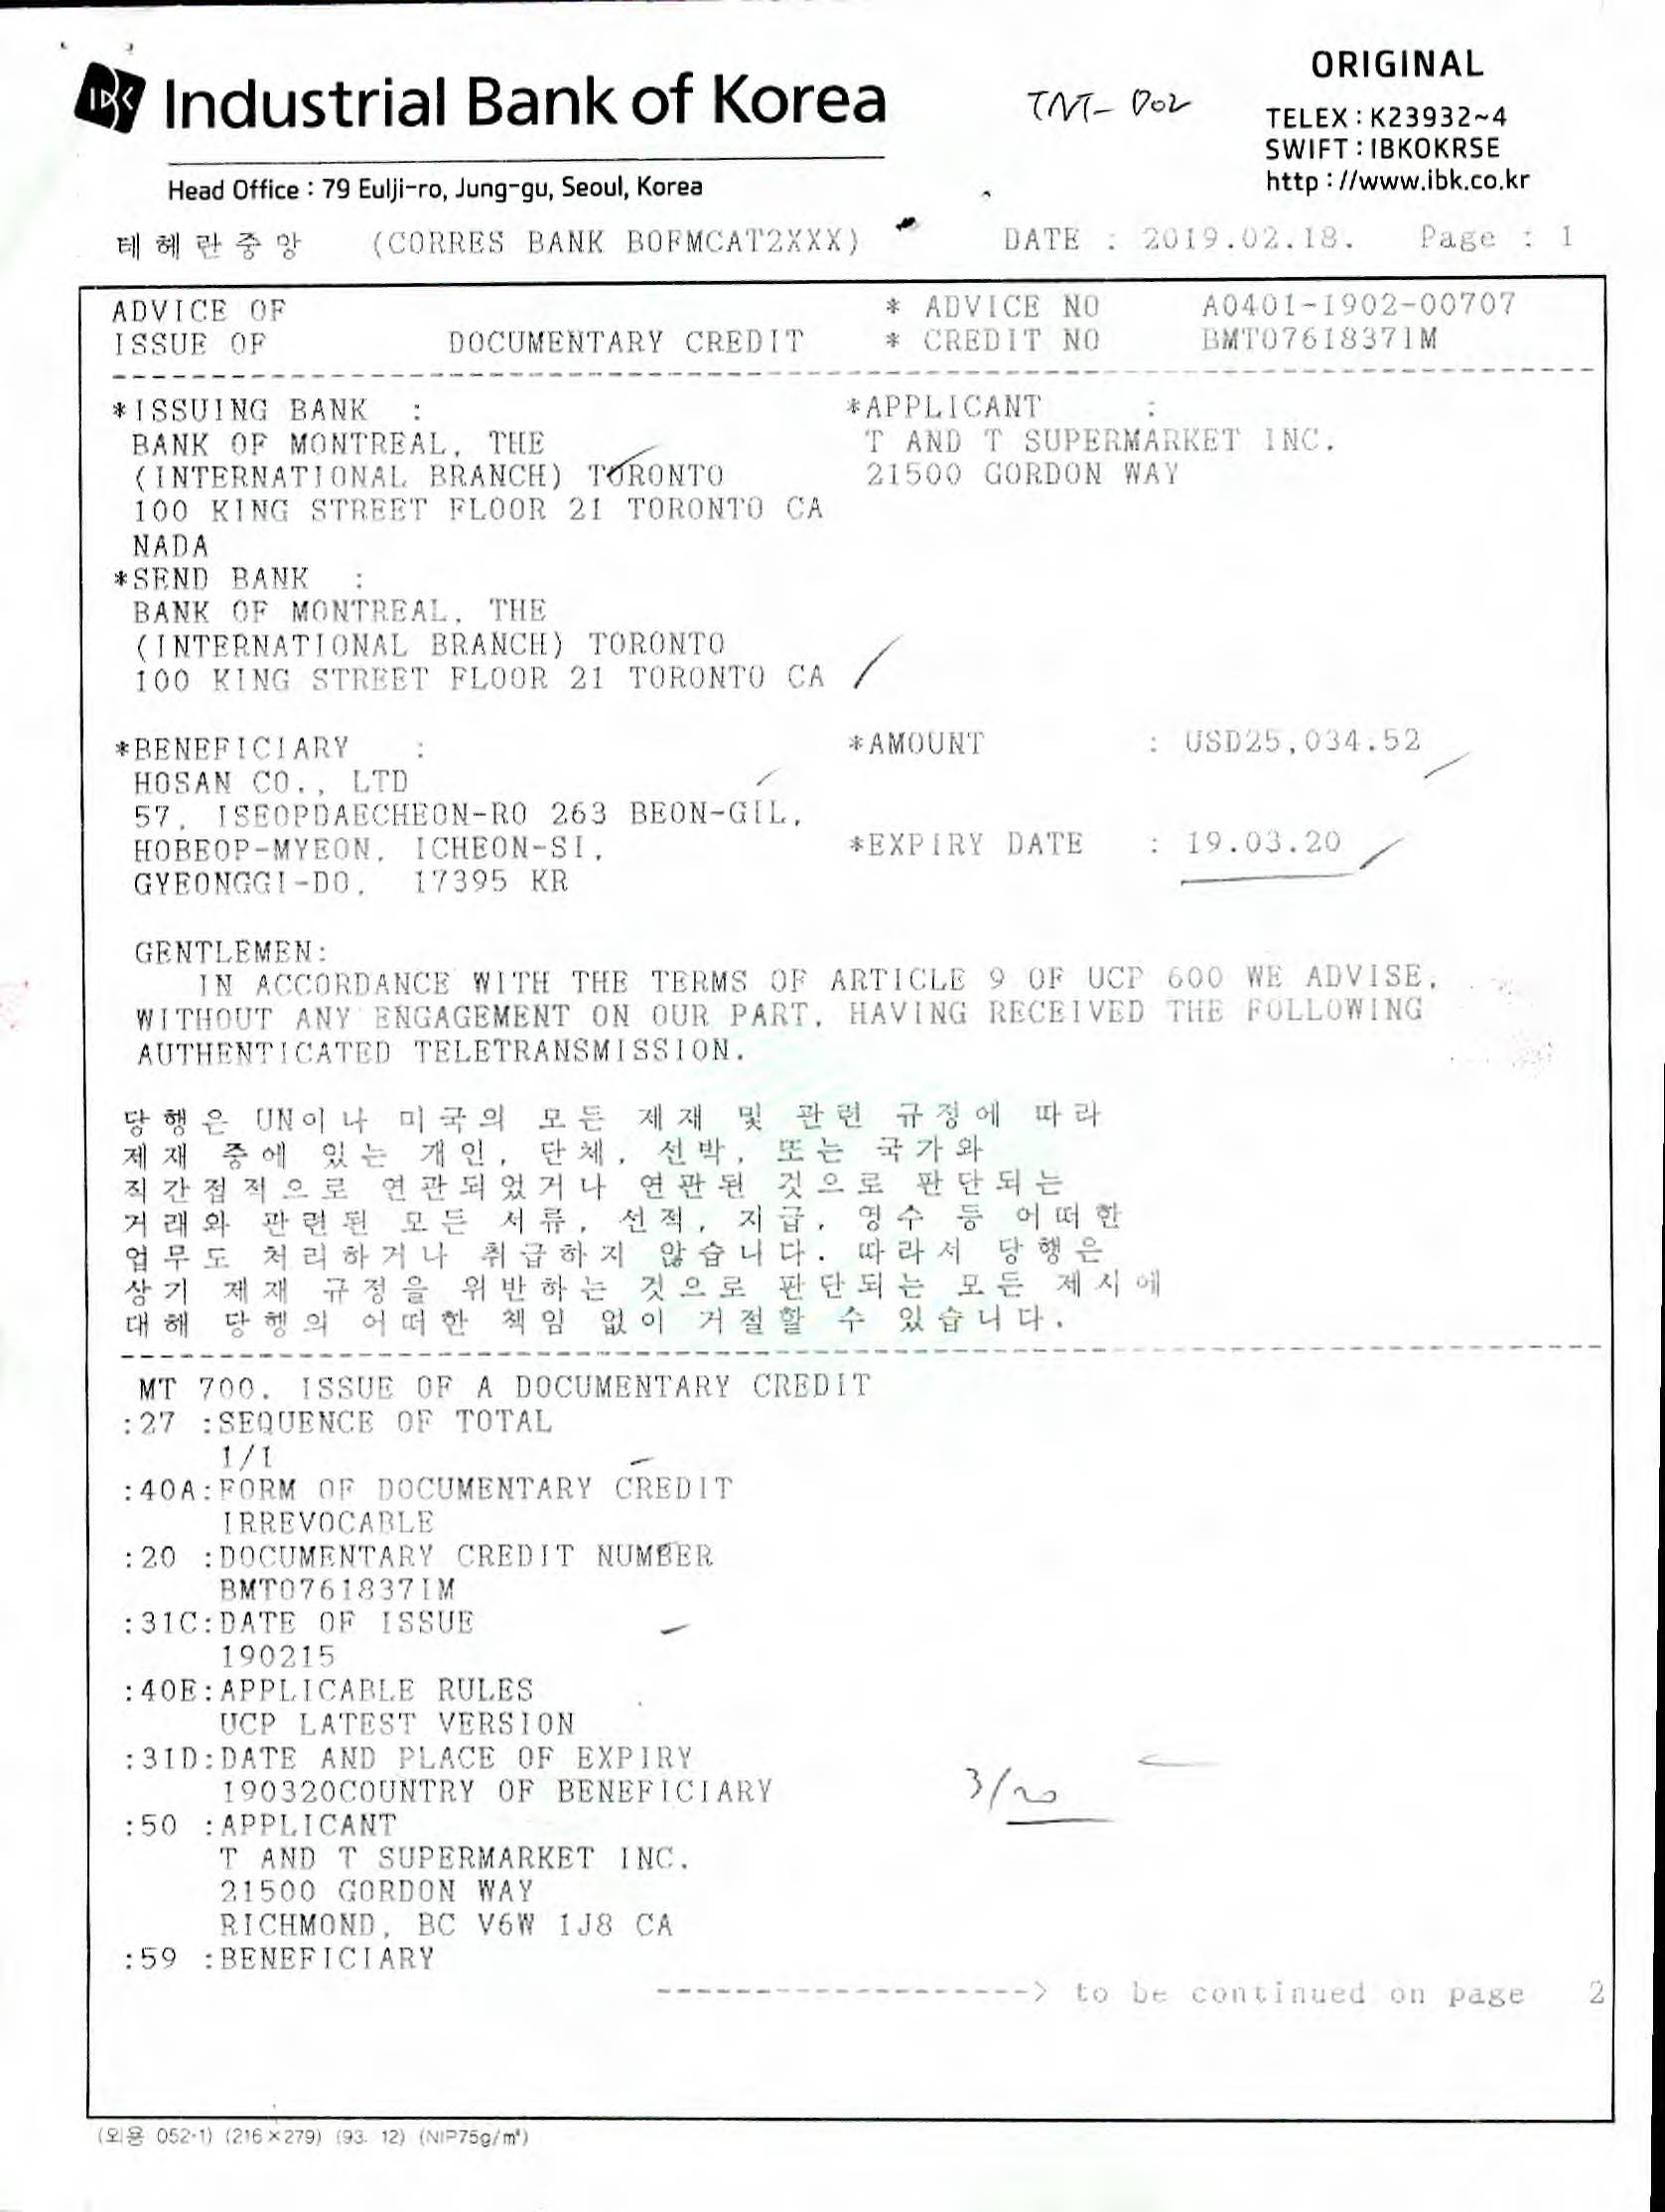 IBK Industrial Bank of Korea
TNT-002
ORIGINAL
TELEX : K23932~4
SWIFT : IBKOKRSE
http : //www.ibk.co.kr
Head Office : 79 Eulji-ro, Jung-gu, Seoul, Korea
테헤란중앙 (CORRES BANK BOFMCAT2XXX) DATE : 2019.02.18. Page : 1
ADVICE OF * ADVICE NO A0401-1902-00707
ISSUE OF DOCUMENTARY CREDIT * CREDIT NO BMT0761837IM
*ISSUING BANK : *APPLICANT :
BANK OF MONTREAL, THE T AND T SUPERMARKET INC.
(INTERNATIONAL BRANCH) TORONTO 21500 GORDON WAY
100 KING STREET FLOOR 21 TORONTO CA
NADA
*SEND BANK :
BANK OF MONTREAL, THE
(INTERNATIONAL BRANCH) TORONTO
100 KING STREET FLOOR 21 TORONTO CA
*BENEFICIARY : *AMOUNT : USD25,034.52
HOSAN CO., LTD
57, ISEOPDAECHEON-RO 263 BEON-GIL,
HOBEOP-MYEON, ICHEON-SI, *EXPIRY DATE : 19.03.20
GYEONGGI-DO, 17395 KR
GENTLEMEN:
IN ACCORDANCE WITH THE TERMS OF ARTICLE 9 OF UCP 600 WE ADVISE,
WITHOUT ANY ENGAGEMENT ON OUR PART, HAVING RECEIVED THE FOLLOWING
AUTHENTICATED TELETRANSMISSION.
당행은 UN이나 미국의 모든 제재 및 관련 규정에 따라
제재 중에 있는 개인, 단체, 선박, 또는 국가와
직간접적으로 연관되었거나 연관된 것으로 판단되는
거래와 관련된 모든 서류, 선적, 지급, 영수 등 어떠한
업무도 처리하거나 취급하지 않습니다. 따라서 당행은
상기 제재 규정을 위반하는 것으로 판단되는 모든 제시에
대해 당행의 어떠한 책임 없이 거절할 수 있습니다.
MT 700. ISSUE OF A DOCUMENTARY CREDIT
:27 :SEQUENCE OF TOTAL
1/1
:40A:FORM OF DOCUMENTARY CREDIT
IRREVOCABLE
:20 :DOCUMENTARY CREDIT NUMBER
BMT0761837IM
:31C:DATE OF ISSUE
190215
:40E:APPLICABLE RULES
UCP LATEST VERSION
:31D:DATE AND PLACE OF EXPIRY
190320COUNTRY OF BENEFICIARY 3/20
:50 :APPLICANT
T AND T SUPERMARKET INC.
21500 GORDON WAY
RICHMOND, BC V6W 1J8 CA
:59 :BENEFICIARY
-------------------> to be continued on page 2
(외용 052-1) (216×279) (93. 12) (NIP75g/㎡)